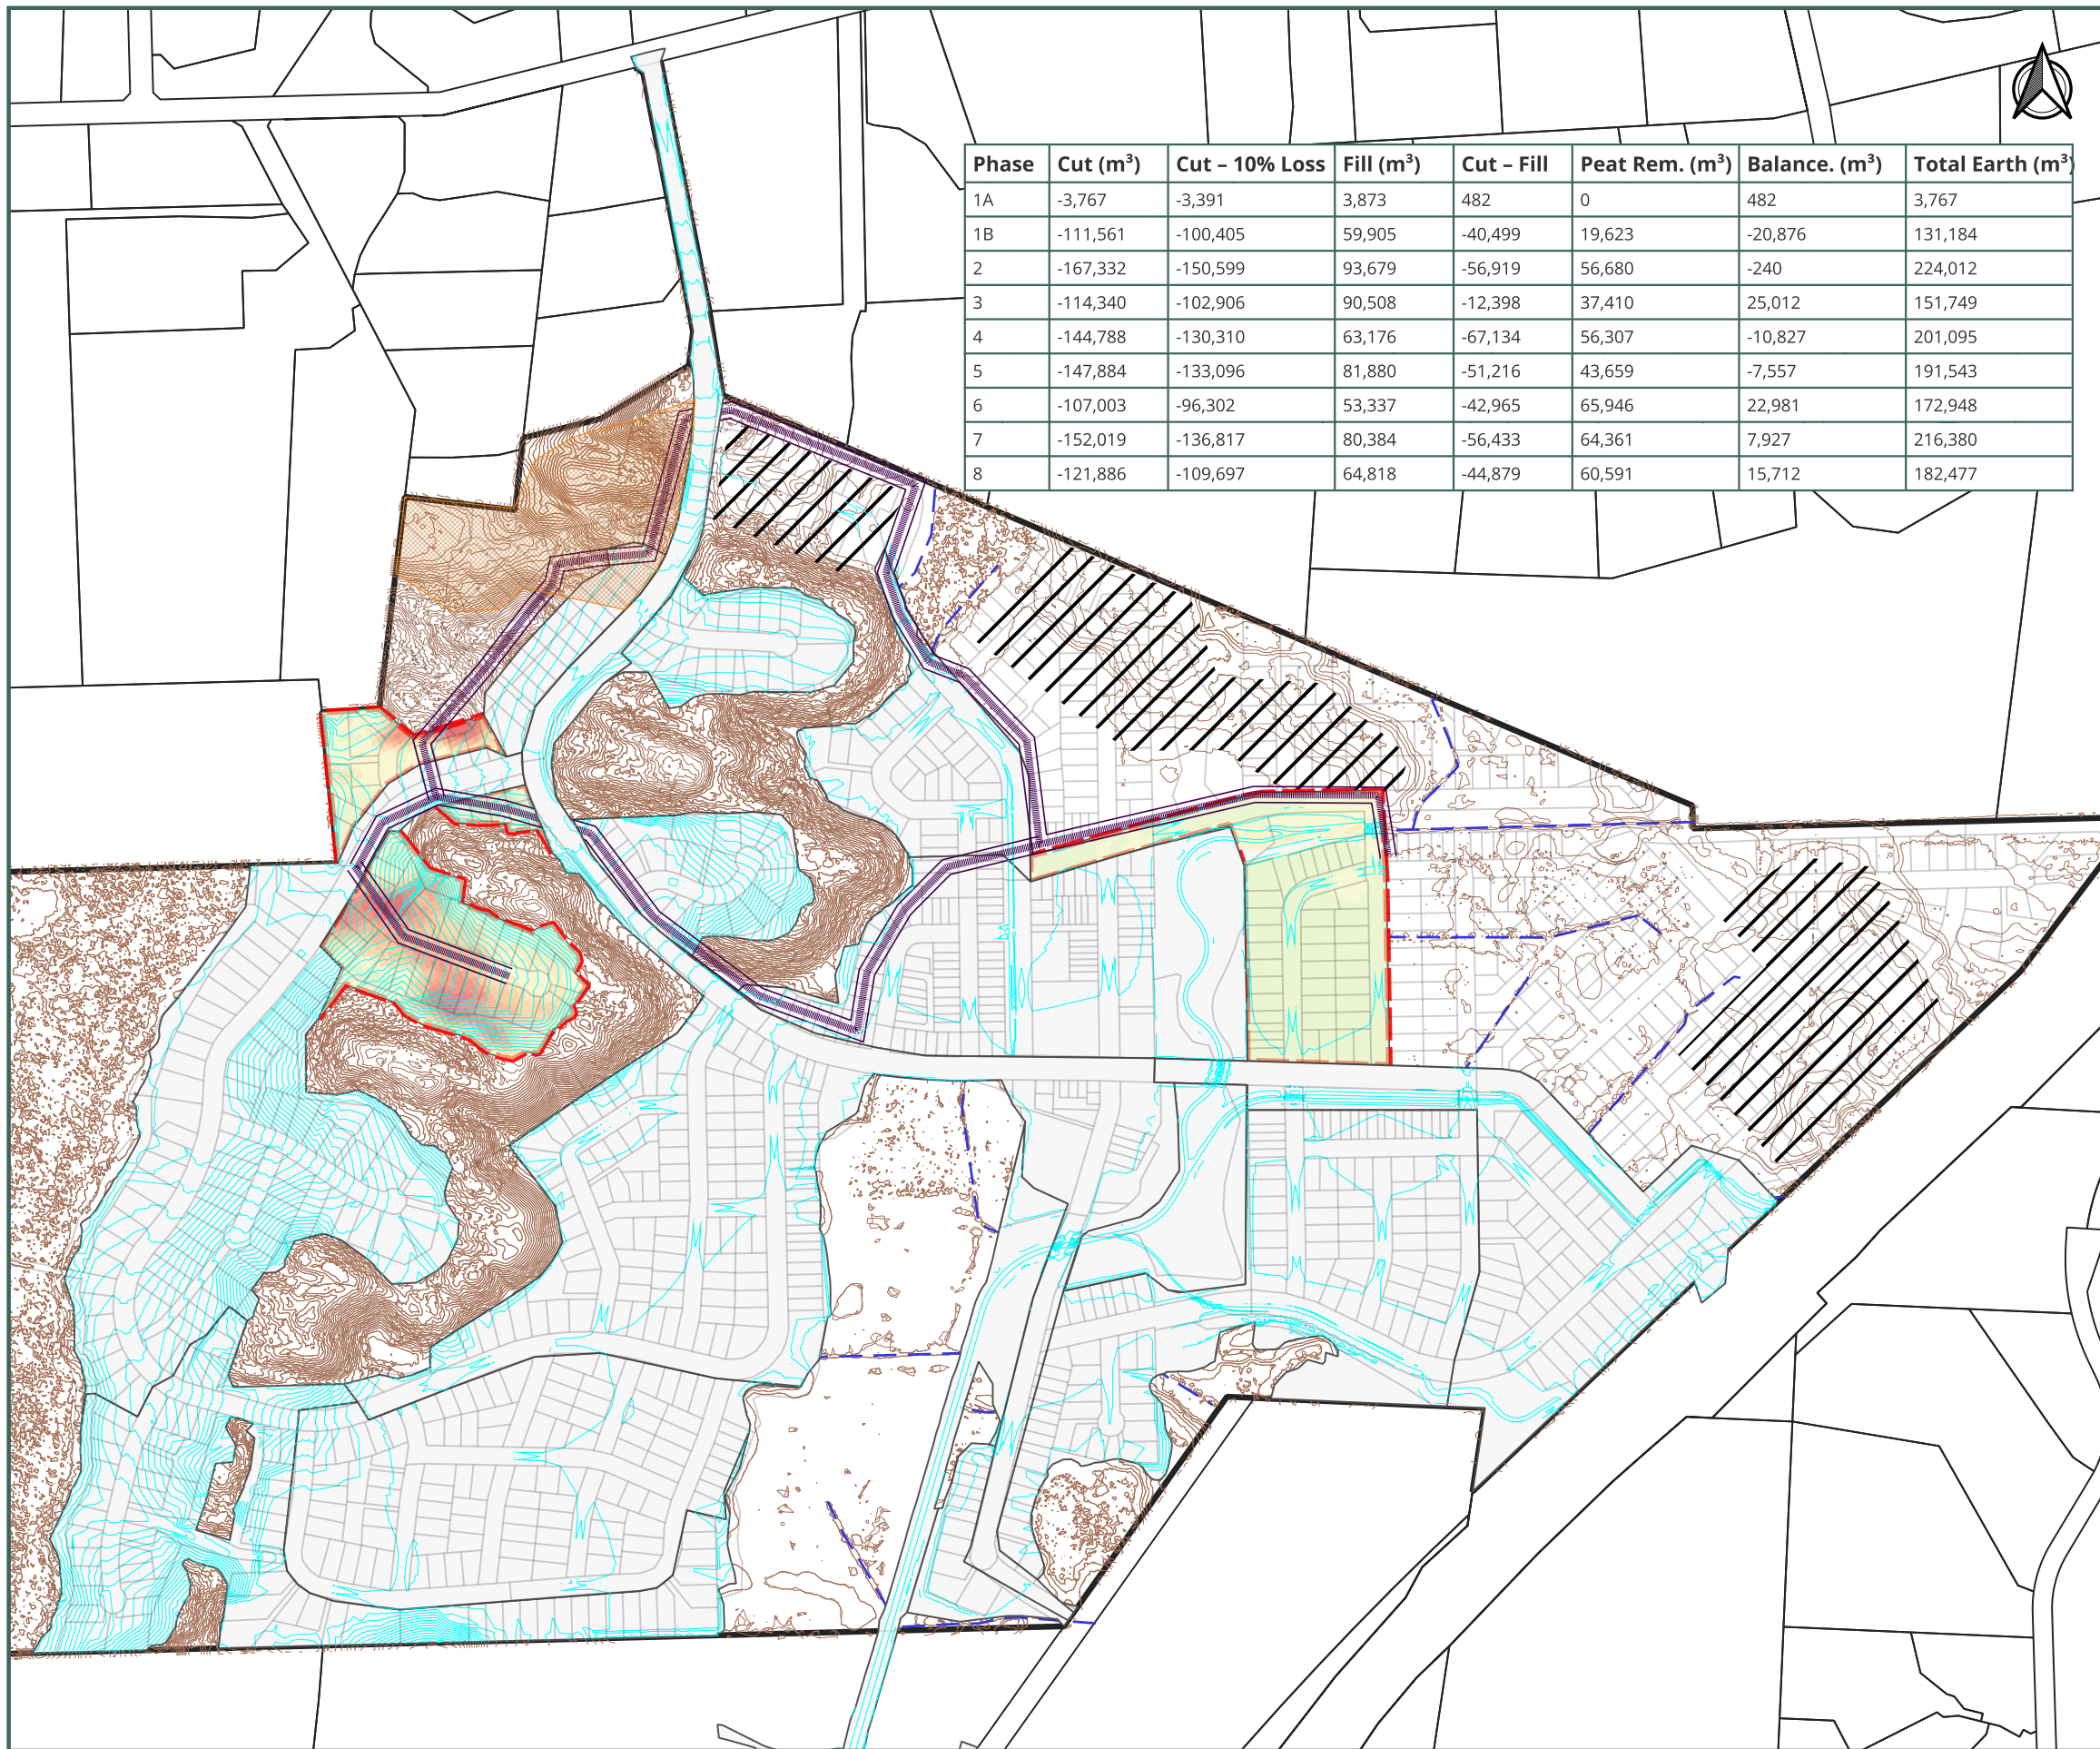 Phase Cut (m³) Cut – 10% Loss Fill (m³) Cut – Fill Peat Rem. (m³) Balance. (m³) Total Earth (m³)
1A -3,767 -3,391 3,873 482 0 482 3,767
1B -111,561 -100,405 59,905 -40,499 19,623 -20,876 131,184
2 -167,332 -150,599 93,679 -56,919 56,680 -240 224,012
3 -114,340 -102,906 90,508 -12,398 37,410 25,012 151,749
4 -144,788 -130,310 63,176 -67,134 56,307 -10,827 201,095
5 -147,884 -133,096 81,880 -51,216 43,659 -7,557 191,543
6 -107,003 -96,302 53,337 -42,965 65,946 22,981 172,948
7 -152,019 -136,817 80,384 -56,433 64,361 7,927 216,380
8 -121,886 -109,697 64,818 -44,879 60,591 15,712 182,477